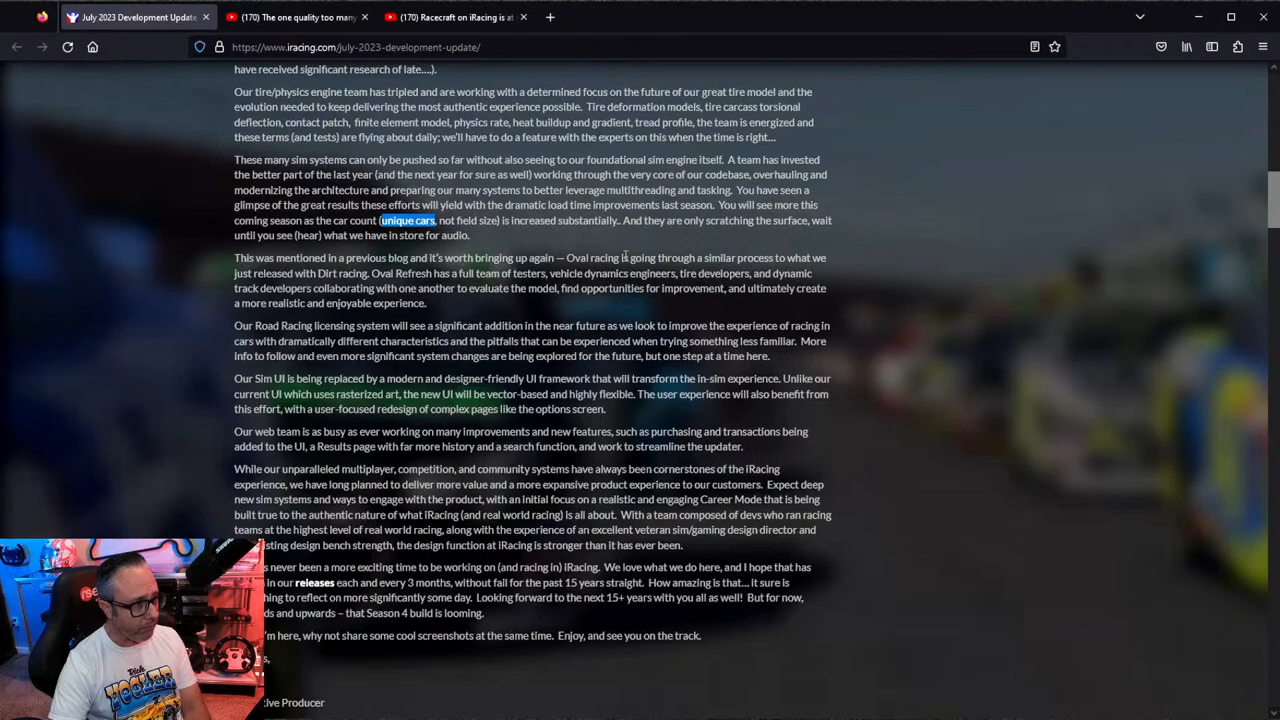 July 2023 Development Update
(170) The one quality too many
(170) Racecraft on iRacing is at
https://www.iracing.com/july-2023-development-update/
have received significant research of late….).
Our tire/physics engine team has tripled and are working with a determined focus on the future of our great tire model and the
evolution needed to keep delivering the most authentic experience possible. Tire deformation models, tire carcass torsional
deflection, contact patch, finite element model, physics rate, heat buildup and gradient, tread profile, the team is energized and
these terms (and tests) are flying about daily; we'll have to do a feature with the experts on this when the time is right…
These many sim systems can only be pushed so far without also seeing to our foundational sim engine itself. A team has invested
the better part of the last year (and the next year for sure as well) working through the very core of our codebase, overhauling and
modernizing the architecture and preparing our many systems to better leverage multithreading and tasking. You have seen a
glimpse of the great results these efforts will yield with the dramatic load time improvements last season. You will see more this
coming season as the car count (unique cars, not field size) is increased substantially.. And they are only scratching the surface, wait
until you see (hear) what we have in store for audio.
This was mentioned in a previous blog and it's worth bringing up again — Oval racing is going through a similar process to what we
just released with Dirt racing. Oval Refresh has a full team of testers, vehicle dynamics engineers, tire developers, and dynamic
track developers collaborating with one another to evaluate the model, find opportunities for improvement, and ultimately create
a more realistic and enjoyable experience.
Our Road Racing licensing system will see a significant addition in the near future as we look to improve the experience of racing in
cars with dramatically different characteristics and the pitfalls that can be experienced when trying something less familiar. More
info to follow and even more significant system changes are being explored for the future, but one step at a time here.
Our Sim UI is being replaced by a modern and designer-friendly UI framework that will transform the in-sim experience. Unlike our
current UI which uses rasterized art, the new UI will be vector-based and highly flexible. The user experience will also benefit from
this effort, with a user-focused redesign of complex pages like the options screen.
Our web team is as busy as ever working on many improvements and new features, such as purchasing and transactions being
added to the UI, a Results page with far more history and a search function, and work to streamline the updater.
While our unparalleled multiplayer, competition, and community systems have always been cornerstones of the iRacing
experience, we have long planned to deliver more value and a more expansive product experience to our customers. Expect deep
new sim systems and ways to engage with the product, with an initial focus on a realistic and engaging Career Mode that is being
built true to the authentic nature of what iRacing (and real world racing) is all about. With a team composed of devs who ran racing
teams at the highest level of real world racing, along with the experience of an excellent veteran sim/gaming design director and
design bench strength, the design function at iRacing is stronger than it has ever been.
never been a more exciting time to be working on (and racing in) iRacing. We love what we do here, and I hope that has
in our releases each and every 3 months, without fail for the past 15 years straight. How amazing is that… It sure is
to reflect on more significantly some day. Looking forward to the next 15+ years with you all as well! But for now,
and upwards – that Season 4 build is looming.
I'm here, why not share some cool screenshots at the same time. Enjoy, and see you on the track.
Producer